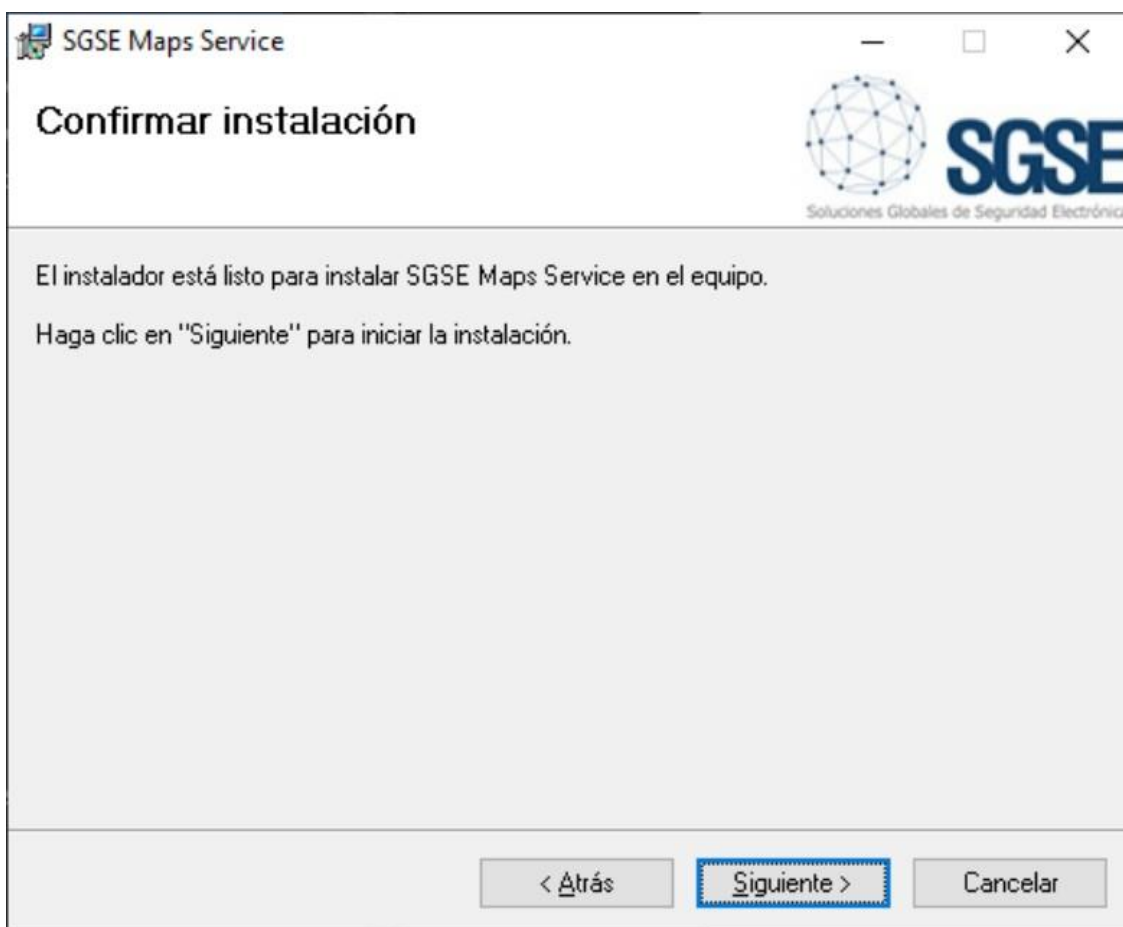 SGSE Maps Service
Confirmar instalación
SGSE
Soluciones Globales de Seguridad Electrónica
El instalador está listo para instalar SGSE Maps Service en el equipo.
Haga clic en "Siguiente" para iniciar la instalación.
< Atrás
Siguiente >
Cancelar